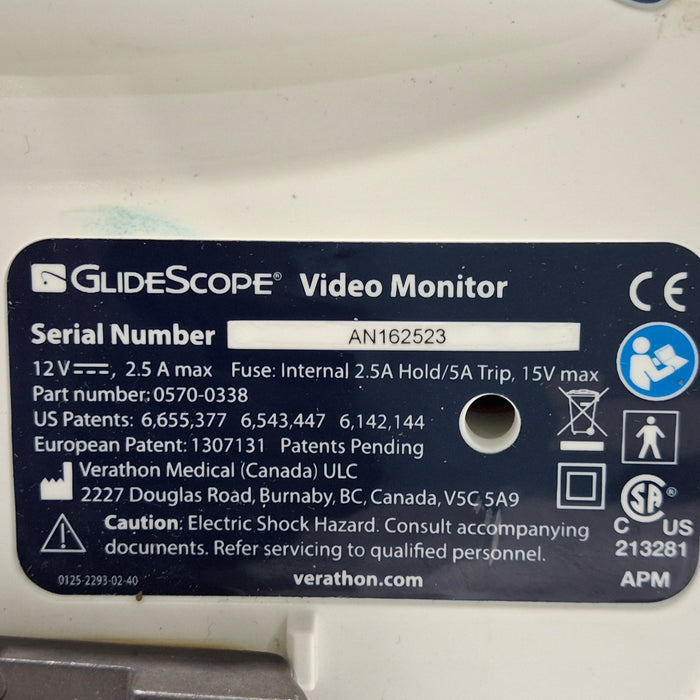 GLIDESCOPE® Video Monitor
CE
Serial Number AN162523
12V⎓, 2.5 A max Fuse: Internal 2.5A Hold/5A Trip, 15V max
Part number: 0570-0338
US Patents: 6,655,377 6,543,447 6,142,144
European Patent: 1307131 Patents Pending
Verathon Medical (Canada) ULC
2227 Douglas Road, Burnaby, BC, Canada, V5C 5A9
Caution: Electric Shock Hazard. Consult accompanying
documents. Refer servicing to qualified personnel.
SA®
C US
213281
0125-2293-02-40
verathon.com
APM